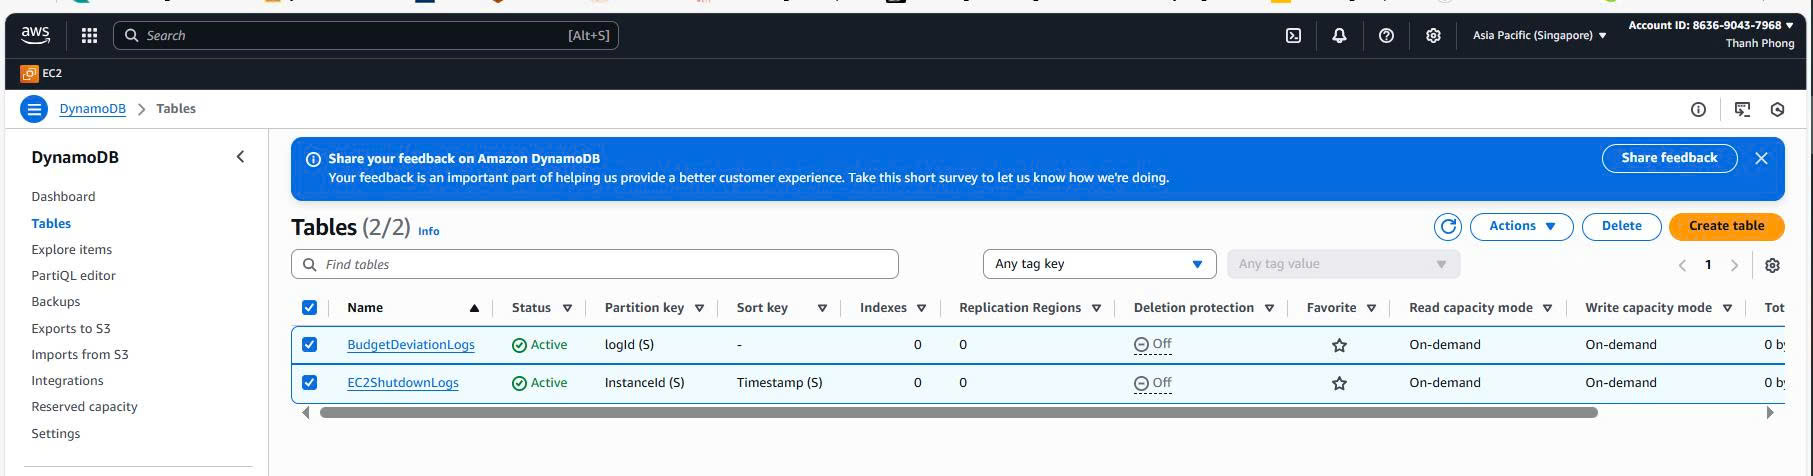 aws
Search
[Alt+S]
Asia Pacific (Singapore)
Account ID: 8636-9043-7968
Thanh Phong
EC2
DynamoDB
Tables
DynamoDB
Dashboard
Tables
Explore items
PartiQL editor
Backups
Exports to S3
Imports from S3
Integrations
Reserved capacity
Settings
Share your feedback on Amazon DynamoDB
Your feedback is an important part of helping us provide a better customer experience. Take this short survey to let us know how we're doing.
Share feedback
Tables (2/2) Info
Actions
Delete
Create table
Find tables
Any tag key
Any tag value
1
Name Status Partition key Sort key Indexes Replication Regions Deletion protection Favorite Read capacity mode Write capacity mode Tot
BudgetDeviationLogs Active logId (S) - 0 0 Off On-demand On-demand 0 by
EC2ShutdownLogs Active InstanceId (S) Timestamp (S) 0 0 Off On-demand On-demand 0 by